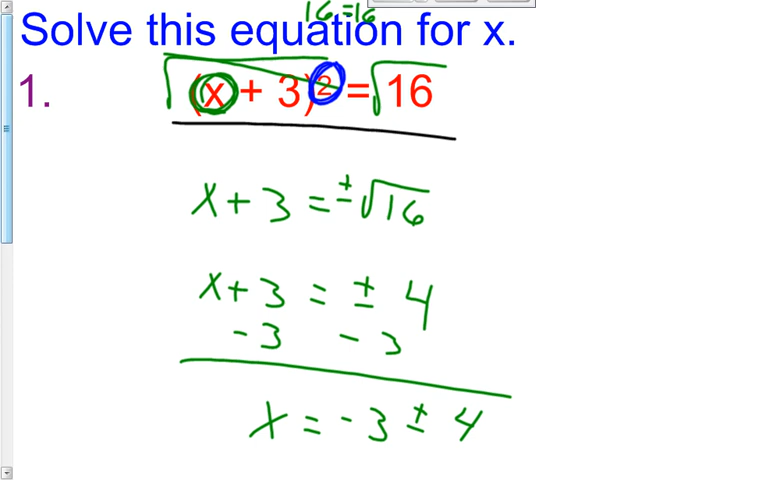 16=16
Solve this equation for x.
1. √(x + 3)² = √16
x + 3 = ±√16
x + 3 = ± 4
- 3 - 3
x = -3 ± 4